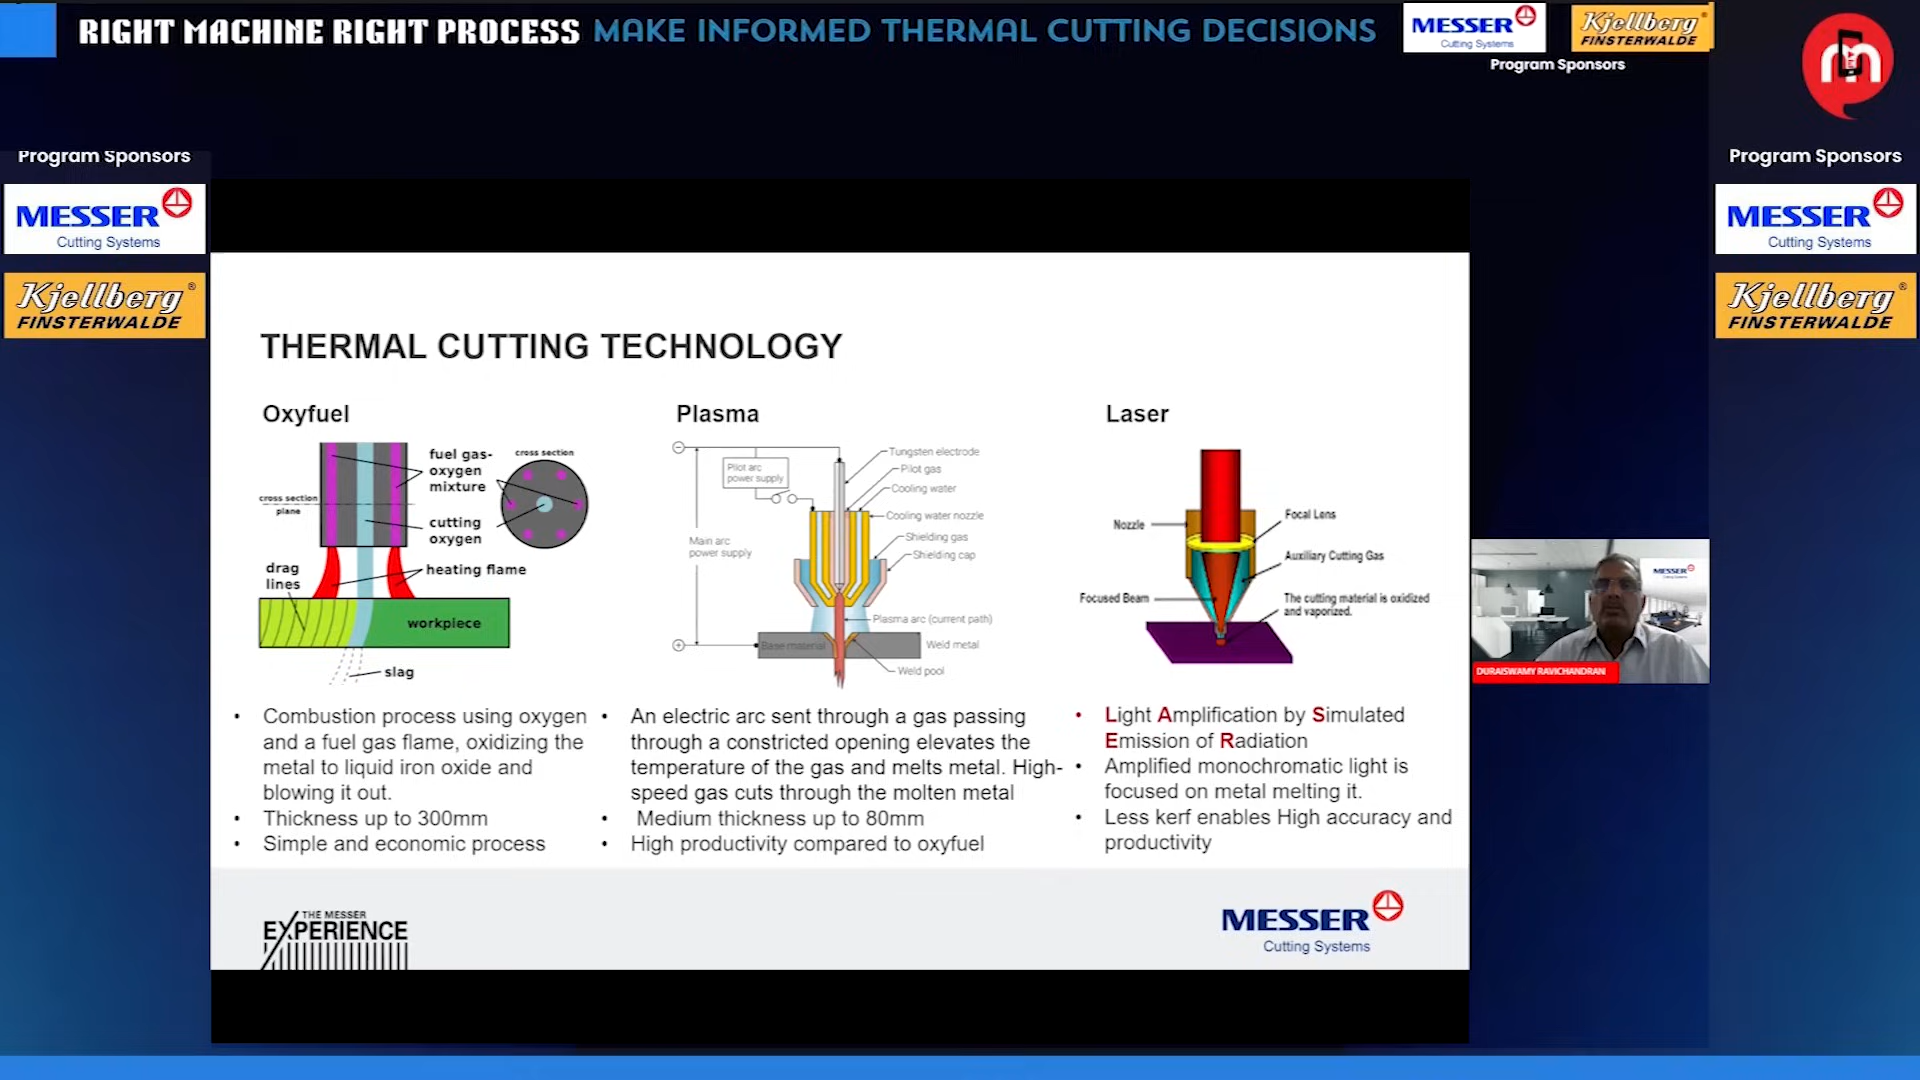 RIGHT MACHINE RIGHT PROCESS MAKE INFORMED THERMAL CUTTING DECISIONS
MESSER
Cutting Systems
Kjellberg®
FINSTERWALDE
Program Sponsors
m
Program Sponsors
MESSER
Cutting Systems
Kjellberg®
FINSTERWALDE
Program Sponsors
MESSER
Cutting Systems
Kjellberg®
FINSTERWALDE
THERMAL CUTTING TECHNOLOGY
Oxyfuel
fuel gas-
oxygen
mixture
cross section
cross section
plane
cutting
oxygen
drag
lines
heating flame
workpiece
slag
• Combustion process using oxygen
and a fuel gas flame, oxidizing the
metal to liquid iron oxide and
blowing it out.
• Thickness up to 300mm
• Simple and economic process
Plasma
Tungsten electrode
Pilot arc
power supply
Pilot gas
Cooling water
Cooling water nozzle
Main arc
power supply
Shielding gas
Shielding cap
Plasma arc (current path)
Base material
Weld metal
Weld pool
• An electric arc sent through a gas passing
through a constricted opening elevates the
temperature of the gas and melts metal. High-
speed gas cuts through the molten metal
• Medium thickness up to 80mm
• High productivity compared to oxyfuel
Laser
Nozzle
Focal Lens
Auxiliary Cutting Gas
Focused Beam
The cutting material is oxidized
and vaporized.
• Light Amplification by Simulated
Emission of Radiation
• Amplified monochromatic light is
focused on metal melting it.
• Less kerf enables High accuracy and
productivity
THE MESSER
EXPERIENCE
MESSER
Cutting Systems
MESSER
Cutting Systems
DURAISWAMY RAVICHANDRAN